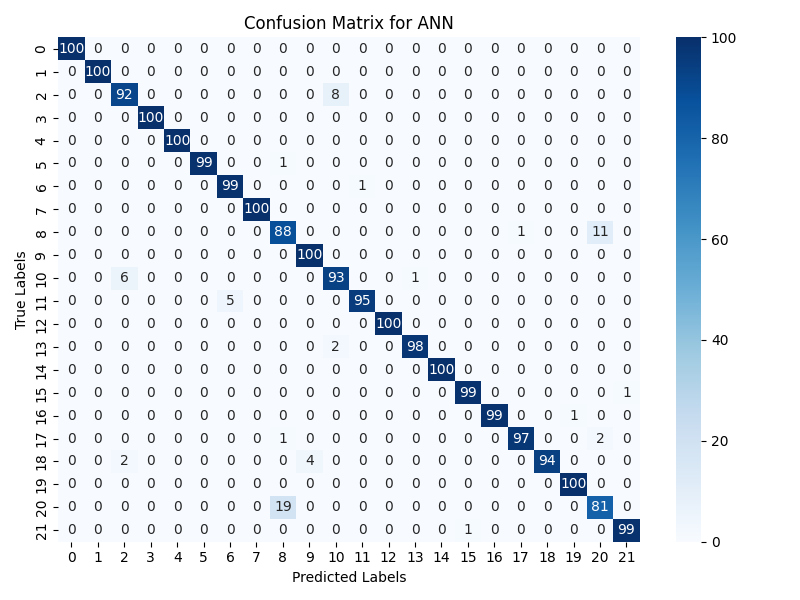 Confusion Matrix for ANN
0 100 0 0 0 0 0 0 0 0 0 0 0 0 0 0 0 0 0 0 0 0 0
1 0 100 0 0 0 0 0 0 0 0 0 0 0 0 0 0 0 0 0 0 0 0
2 0 0 92 0 0 0 0 0 0 0 8 0 0 0 0 0 0 0 0 0 0 0
3 0 0 0 100 0 0 0 0 0 0 0 0 0 0 0 0 0 0 0 0 0 0
4 0 0 0 0 100 0 0 0 0 0 0 0 0 0 0 0 0 0 0 0 0 0
5 0 0 0 0 0 99 0 0 1 0 0 0 0 0 0 0 0 0 0 0 0 0
6 0 0 0 0 0 0 99 0 0 0 0 1 0 0 0 0 0 0 0 0 0 0
7 0 0 0 0 0 0 0 100 0 0 0 0 0 0 0 0 0 0 0 0 0 0
8 0 0 0 0 0 0 0 0 88 0 0 0 0 0 0 0 0 1 0 0 11 0
9 0 0 0 0 0 0 0 0 0 100 0 0 0 0 0 0 0 0 0 0 0 0
10 0 0 6 0 0 0 0 0 0 0 93 0 0 1 0 0 0 0 0 0 0 0
11 0 0 0 0 0 0 5 0 0 0 0 95 0 0 0 0 0 0 0 0 0 0
12 0 0 0 0 0 0 0 0 0 0 0 0 100 0 0 0 0 0 0 0 0 0
13 0 0 0 0 0 0 0 0 0 0 2 0 0 98 0 0 0 0 0 0 0 0
14 0 0 0 0 0 0 0 0 0 0 0 0 0 0 100 0 0 0 0 0 0 0
15 0 0 0 0 0 0 0 0 0 0 0 0 0 0 0 99 0 0 0 0 0 1
16 0 0 0 0 0 0 0 0 0 0 0 0 0 0 0 0 99 0 0 1 0 0
17 0 0 0 0 0 0 0 0 1 0 0 0 0 0 0 0 0 97 0 0 2 0
18 0 0 2 0 0 0 0 0 0 4 0 0 0 0 0 0 0 0 94 0 0 0
19 0 0 0 0 0 0 0 0 0 0 0 0 0 0 0 0 0 0 0 100 0 0
20 0 0 0 0 0 0 0 0 19 0 0 0 0 0 0 0 0 0 0 0 81 0
21 0 0 0 0 0 0 0 0 0 0 0 0 0 0 0 1 0 0 0 0 0 99
0 1 2 3 4 5 6 7 8 9 10 11 12 13 14 15 16 17 18 19 20 21
Predicted Labels
True Labels
100
80
60
40
20
0